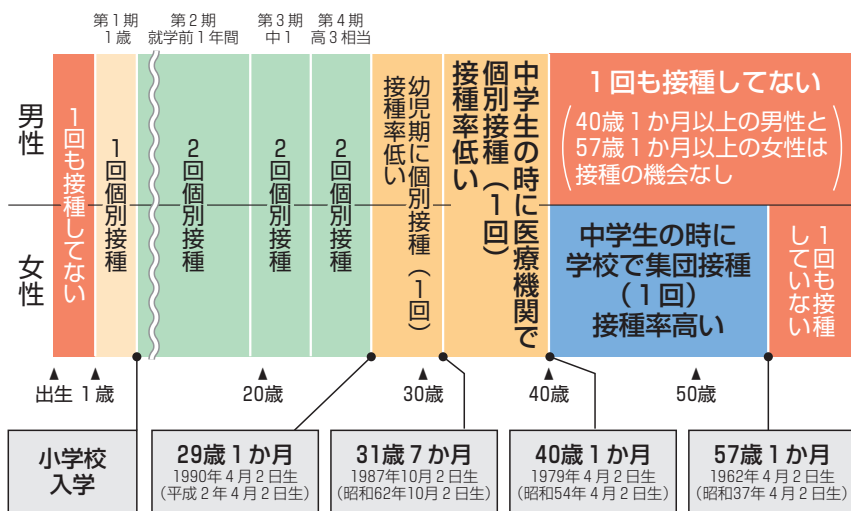 第1期
1歳
第2期
就学前1年間
第3期
中1
第4期
高3相当
男性
女性
1回も接種してない
1回個別接種
2回個別接種
2回個別接種
2回個別接種
幼児期に個別接種（1回）
接種率低い
中学生の時に医療機関で
個別接種（1回）
接種率低い
1回も接種してない
（40歳1か月以上の男性と
57歳1か月以上の女性は
接種の機会なし）
中学生の時に
学校で集団接種
（1回）
接種率高い
1回も接種
していない
出生
1歳
20歳
30歳
40歳
50歳
小学校
入学
29歳1か月
1990年4月2日生
（平成2年4月2日生）
31歳7か月
1987年10月2日生
（昭和62年10月2日生）
40歳1か月
1979年4月2日生
（昭和54年4月2日生）
57歳1か月
1962年4月2日生
（昭和37年4月2日生）